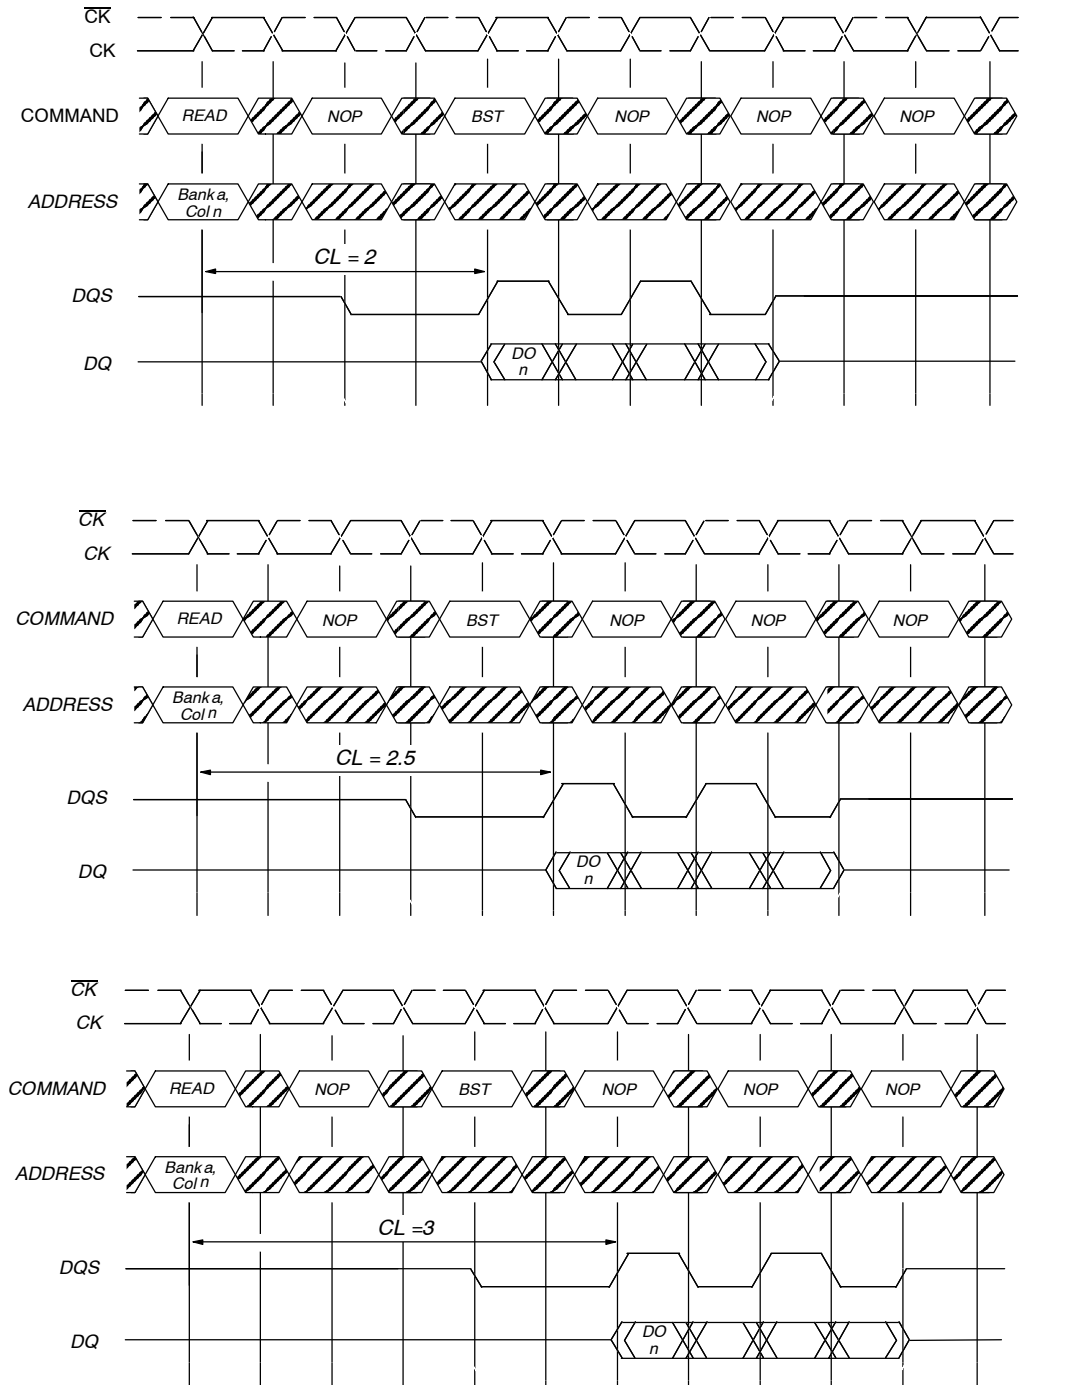 CK
CK
COMMAND READ NOP BST NOP NOP NOP
ADDRESS Bank a,
Col n
CL = 2
DQS
DQ DO
n
CK
CK
COMMAND READ NOP BST NOP NOP NOP
ADDRESS Bank a,
Col n
CL = 2.5
DQS
DQ DO
n
CK
CK
COMMAND READ NOP BST NOP NOP NOP
ADDRESS Bank a,
Col n
CL =3
DQS
DQ DO
n